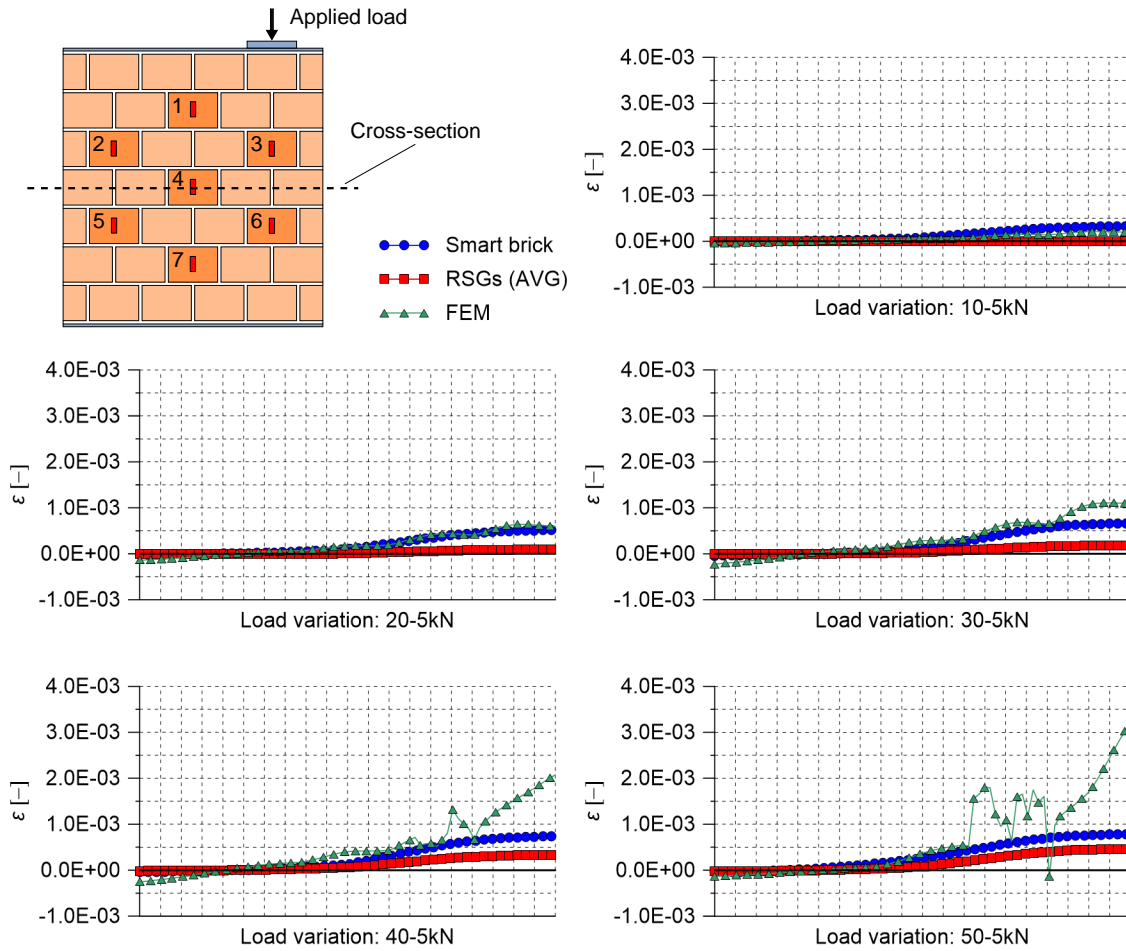 Applied load
1
2
3
Cross-section
4
5
6
7
Smart brick
RSGs (AVG)
FEM
4.0E-03
3.0E-03
2.0E-03
1.0E-03
0.0E+00
-1.0E-03
ε [−]
Load variation: 10-5kN
4.0E-03
3.0E-03
2.0E-03
1.0E-03
0.0E+00
-1.0E-03
ε [−]
Load variation: 20-5kN
4.0E-03
3.0E-03
2.0E-03
1.0E-03
0.0E+00
-1.0E-03
ε [−]
Load variation: 30-5kN
4.0E-03
3.0E-03
2.0E-03
1.0E-03
0.0E+00
-1.0E-03
ε [−]
Load variation: 40-5kN
4.0E-03
3.0E-03
2.0E-03
1.0E-03
0.0E+00
-1.0E-03
ε [−]
Load variation: 50-5kN